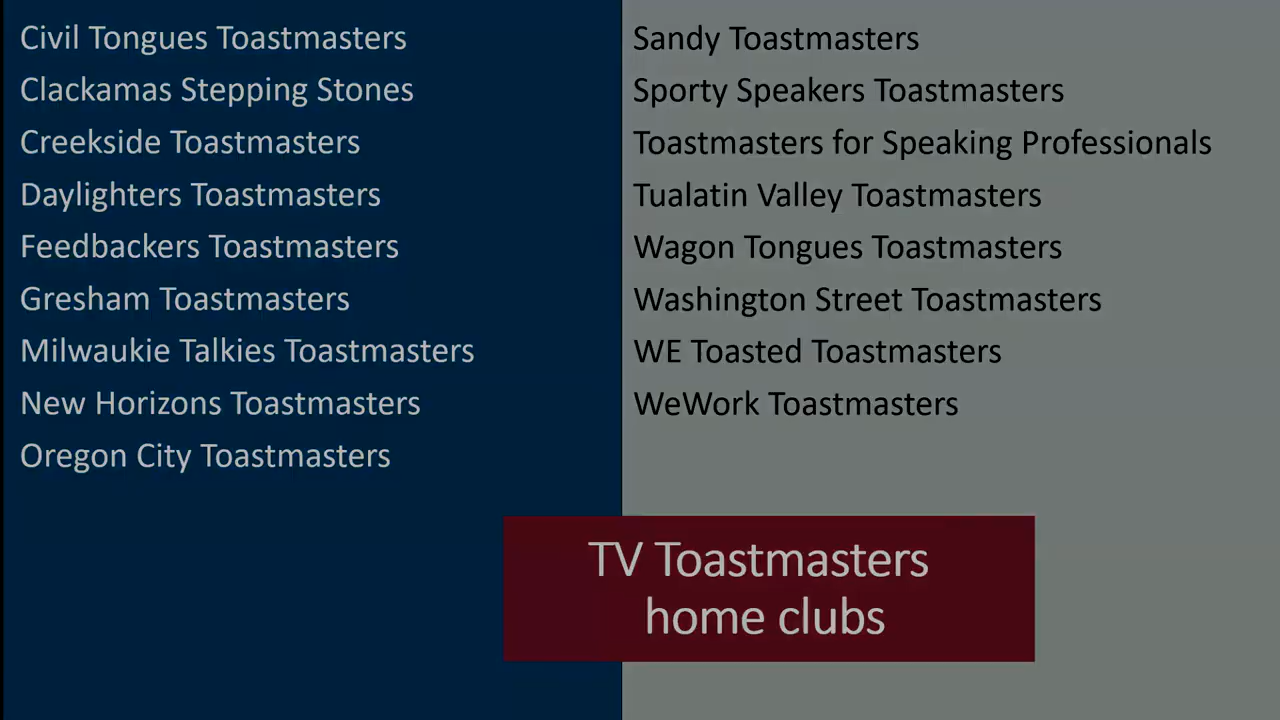 Civil Tongues Toastmasters
Clackamas Stepping Stones
Creekside Toastmasters
Daylighters Toastmasters
Feedbackers Toastmasters
Gresham Toastmasters
Milwaukie Talkies Toastmasters
New Horizons Toastmasters
Oregon City Toastmasters
Sandy Toastmasters
Sporty Speakers Toastmasters
Toastmasters for Speaking Professionals
Tualatin Valley Toastmasters
Wagon Tongues Toastmasters
Washington Street Toastmasters
WE Toasted Toastmasters
WeWork Toastmasters
TV Toastmasters
home clubs